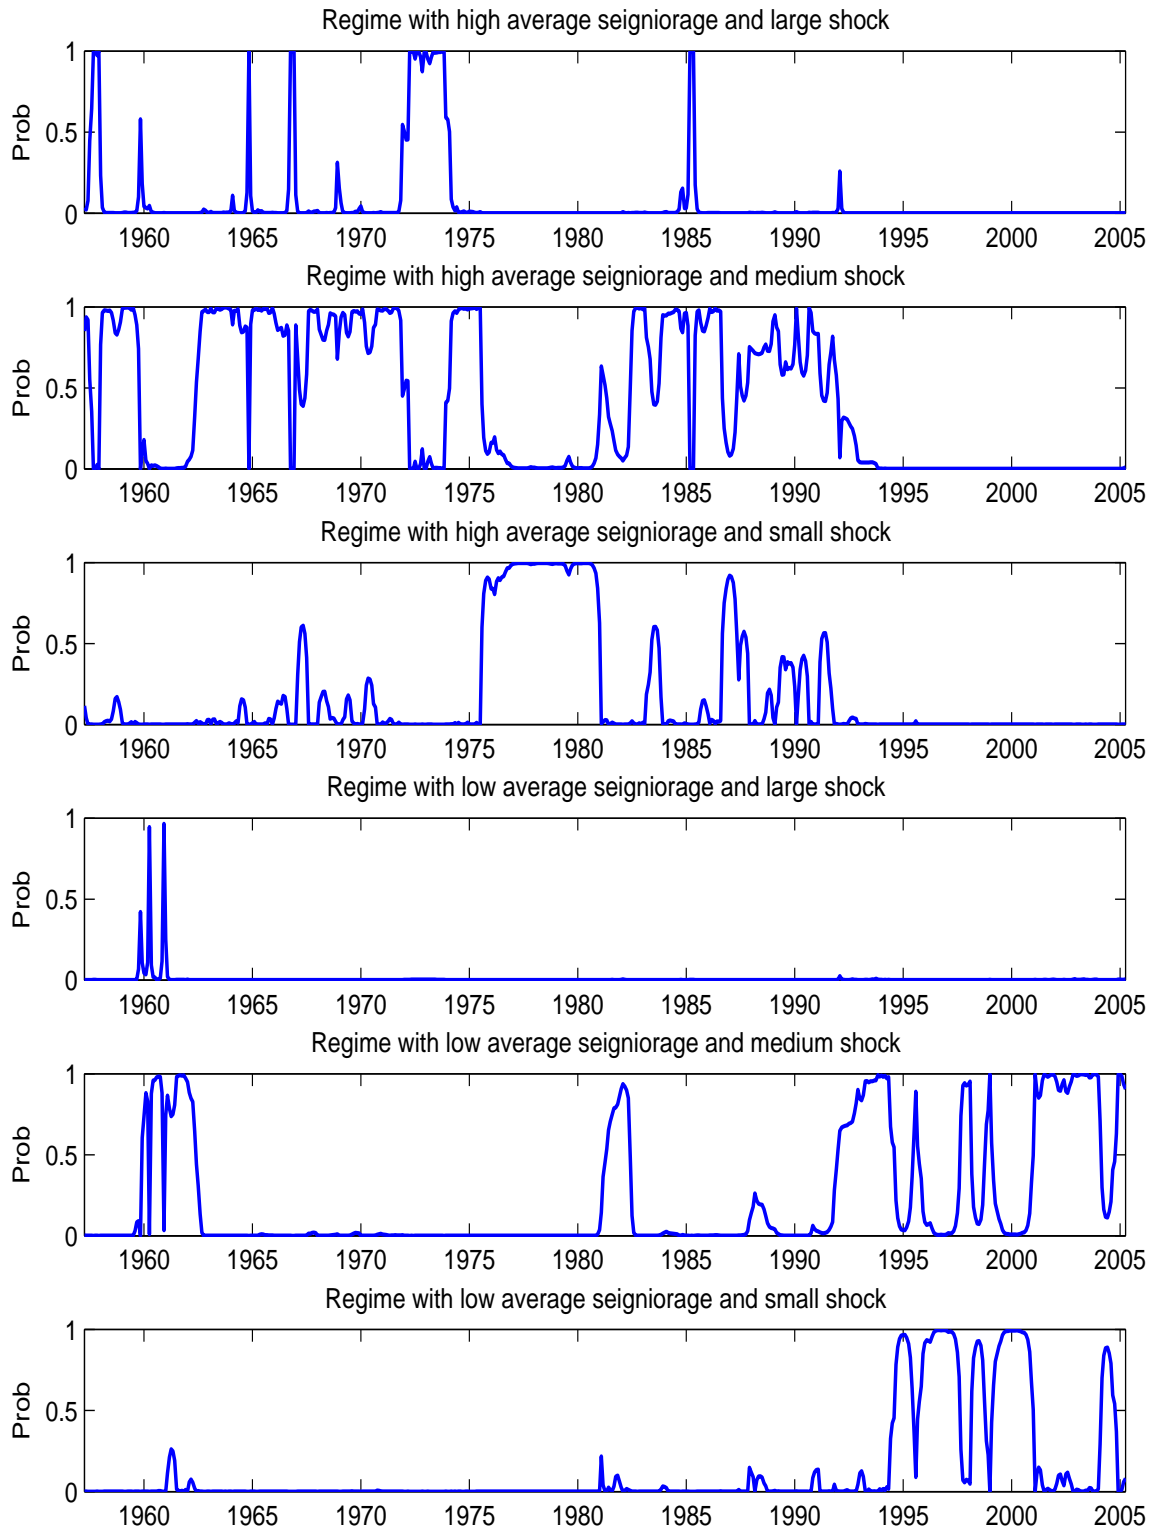 Regime with high average seigniorage and large shock
1
0.5
0
Prob
1960 1965 1970 1975 1980 1985 1990 1995 2000 2005
Regime with high average seigniorage and medium shock
1
0.5
0
Prob
1960 1965 1970 1975 1980 1985 1990 1995 2000 2005
Regime with high average seigniorage and small shock
1
0.5
0
Prob
1960 1965 1970 1975 1980 1985 1990 1995 2000 2005
Regime with low average seigniorage and large shock
1
0.5
0
Prob
1960 1965 1970 1975 1980 1985 1990 1995 2000 2005
Regime with low average seigniorage and medium shock
1
0.5
0
Prob
1960 1965 1970 1975 1980 1985 1990 1995 2000 2005
Regime with low average seigniorage and small shock
1
0.5
0
Prob
1960 1965 1970 1975 1980 1985 1990 1995 2000 2005